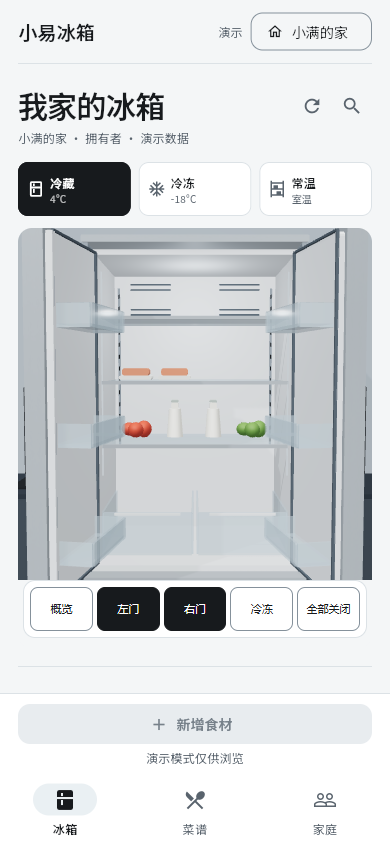 小易冰箱
演示
小满的家
我家的冰箱
小满的家 · 拥有者 · 演示数据
冷藏
4°C
冷冻
-18°C
常温
室温
概览
左门
右门
冷冻
全部关闭
+ 新增食材
演示模式仅供浏览
冰箱
菜谱
家庭